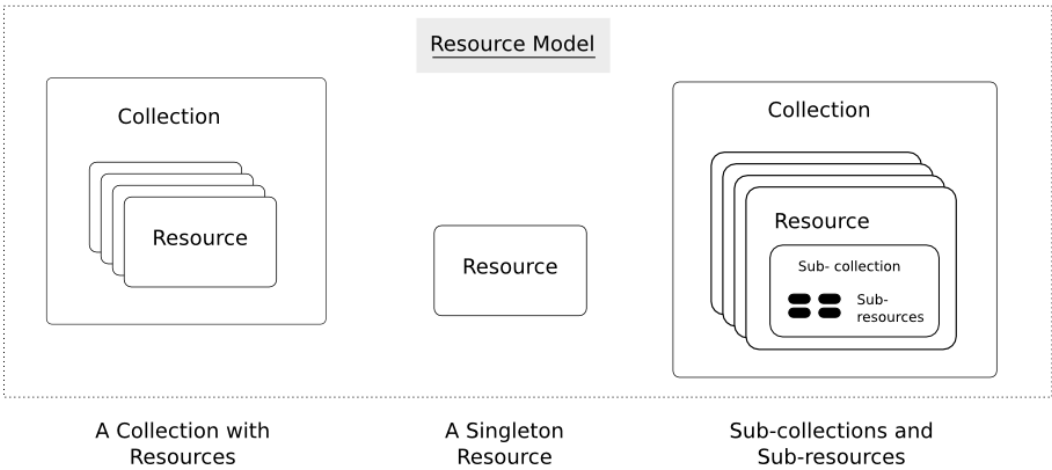 Resource Model
Collection
Resource
Resource
Collection
Resource
Sub- collection
Sub-
resources
A Collection with
Resources
A Singleton
Resource
Sub-collections and
Sub-resources